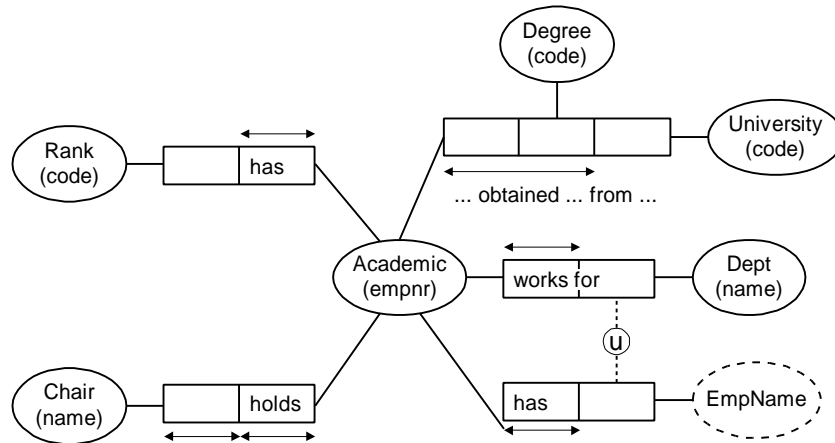 Degree
(code)
Rank
(code)
has
University
(code)
... obtained ... from ...
Academic
(empnr)
works for
Dept
(name)
u
Chair
(name)
holds
has
EmpName